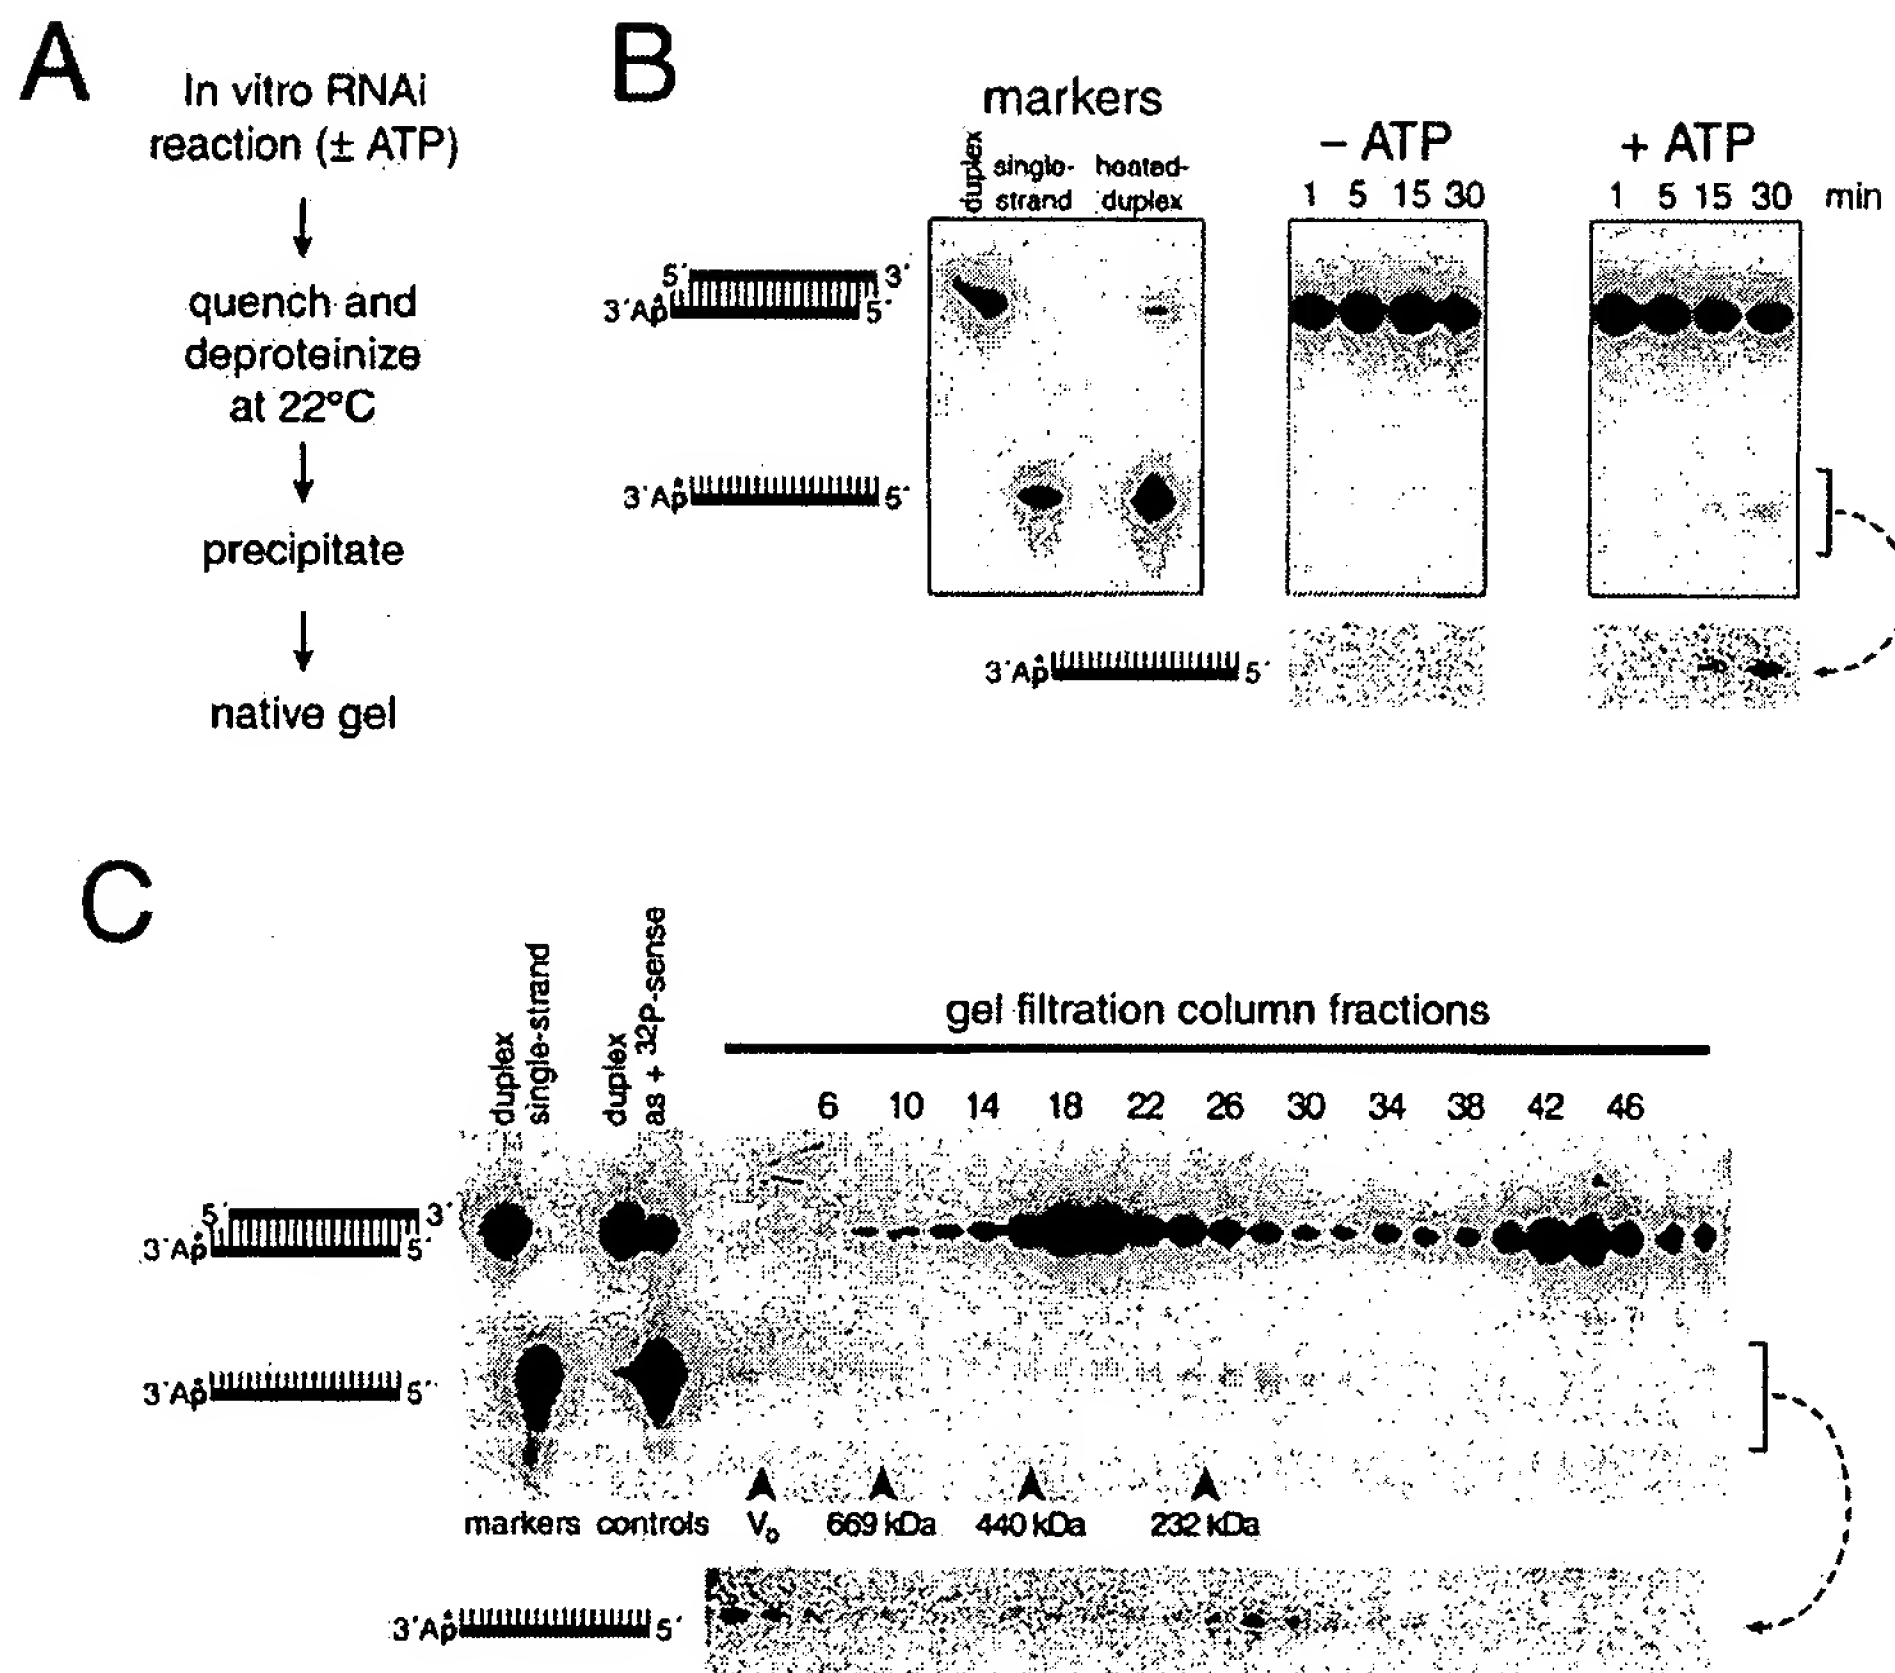 A
In vitro RNAi
reaction (± ATP)
quench and
deproteinize
at 22°C
precipitate
native gel
B
markers
duplex
single-
strand
heated-
duplex
– ATP
1 5 15 30
+ ATP
1 5 15 30 min
5´ 3´
3´Ap 5´
3´Ap 5´
3´Ap 5´
C
duplex
single-strand
duplex
as + 32P-sense
gel filtration column fractions
6 10 14 18 22 26 30 34 38 42 46
5´ 3´
3´Ap 5´
3´Ap 5´
markers controls Vo 669 kDa 440 kDa 232 kDa
3´Ap 5´